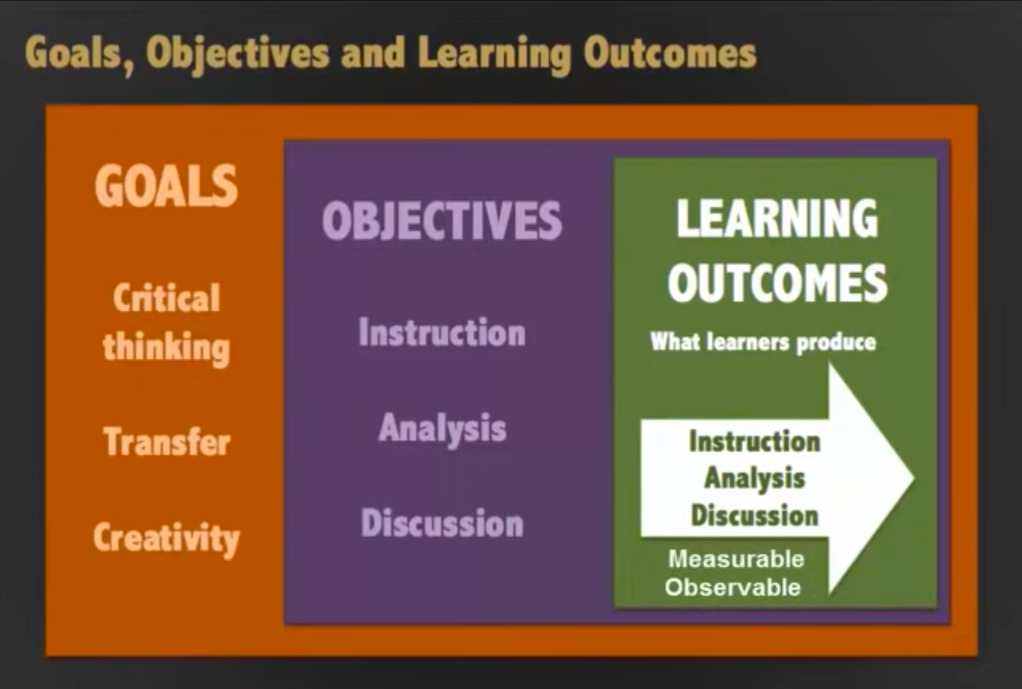 Goals, Objectives and Learning Outcomes
GOALS
Critical
thinking
Transfer
Creativity
OBJECTIVES
Instruction
Analysis
Discussion
LEARNING
OUTCOMES
What learners produce
Instruction
Analysis
Discussion
Measurable
Observable